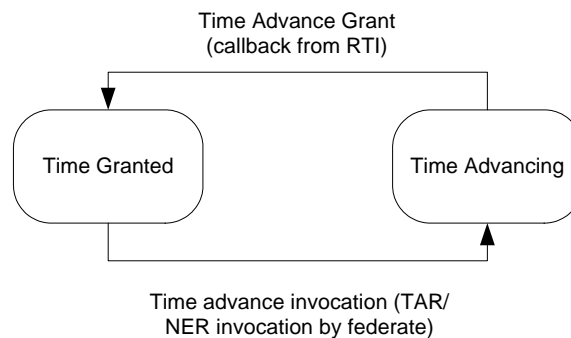 Time Advance Grant
(callback from RTI)
Time Granted
Time Advancing
Time advance invocation (TAR/
NER invocation by federate)